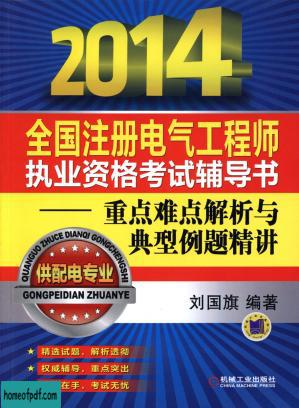 2014
全国注册电气工程师
执业资格考试辅导书
——重点难点解析与
典型例题精讲
QUANGUO ZHUCE DIANQI GONGCHENGSHI
供配电专业
GONGPEIDIAN ZHUANYE
刘国旗 编著
精选试题,解析透彻
权威辅导,重点突出
在手,考试无忧
机械工业出版社
CHINA MACHINE PRESS
homeofpdf.com